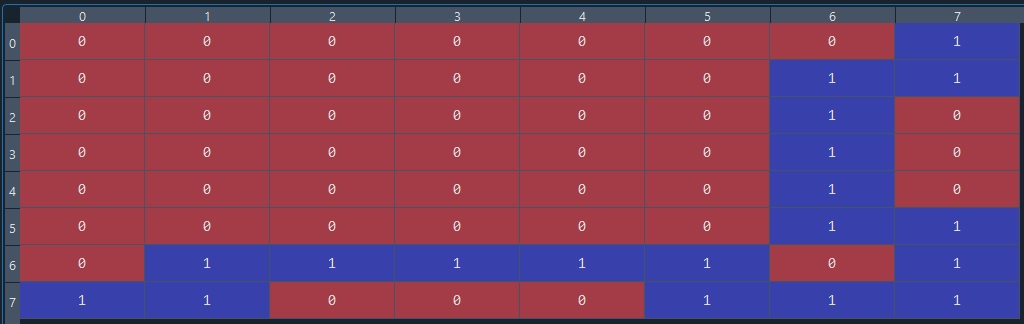 0 1 2 3 4 5 6 7
0 0 0 0 0 0 0 0 1
1 0 0 0 0 0 0 1 1
2 0 0 0 0 0 0 1 0
3 0 0 0 0 0 0 1 0
4 0 0 0 0 0 0 1 0
5 0 0 0 0 0 0 1 1
6 0 1 1 1 1 1 0 1
7 1 1 0 0 0 1 1 1